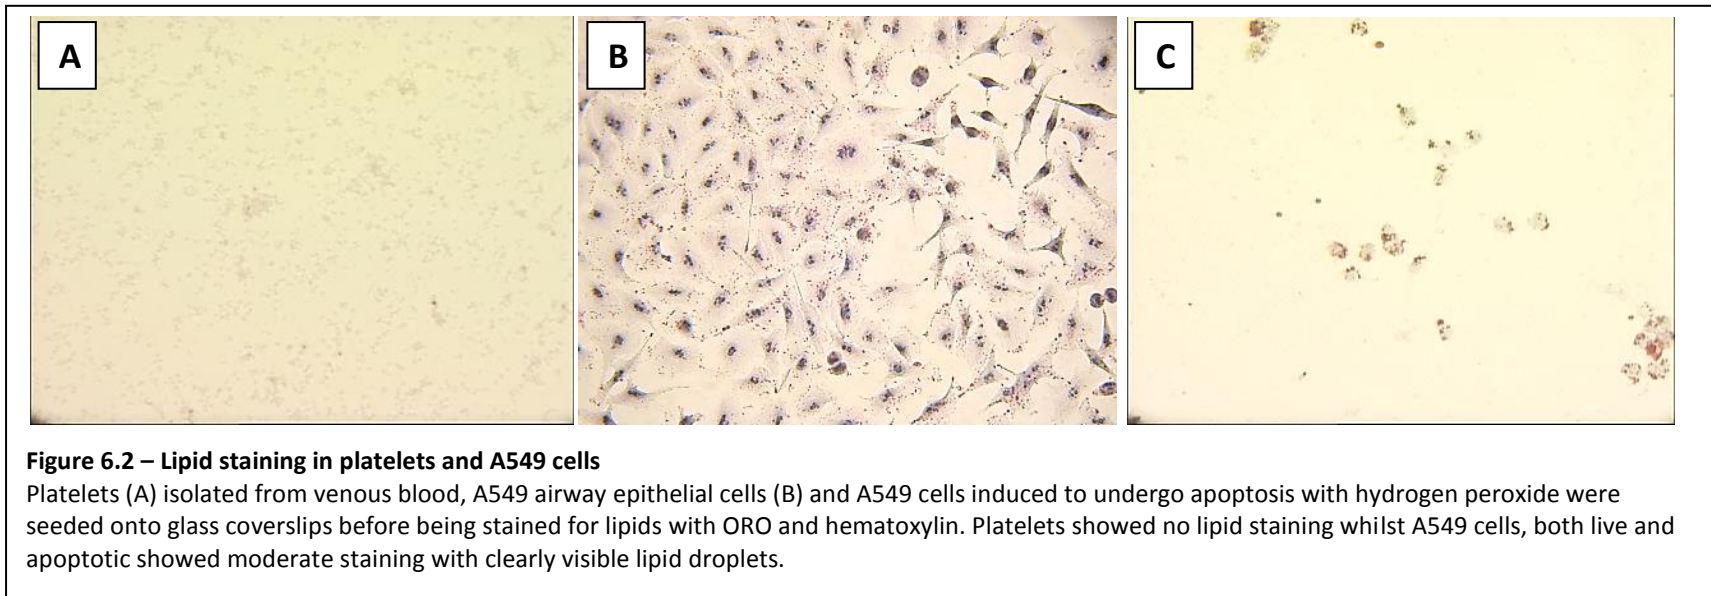 A
B
C
Figure 6.2 – Lipid staining in platelets and A549 cells
Platelets (A) isolated from venous blood, A549 airway epithelial cells (B) and A549 cells induced to undergo apoptosis with hydrogen peroxide were
seeded onto glass coverslips before being stained for lipids with ORO and hematoxylin. Platelets showed no lipid staining whilst A549 cells, both live and
apoptotic showed moderate staining with clearly visible lipid droplets.